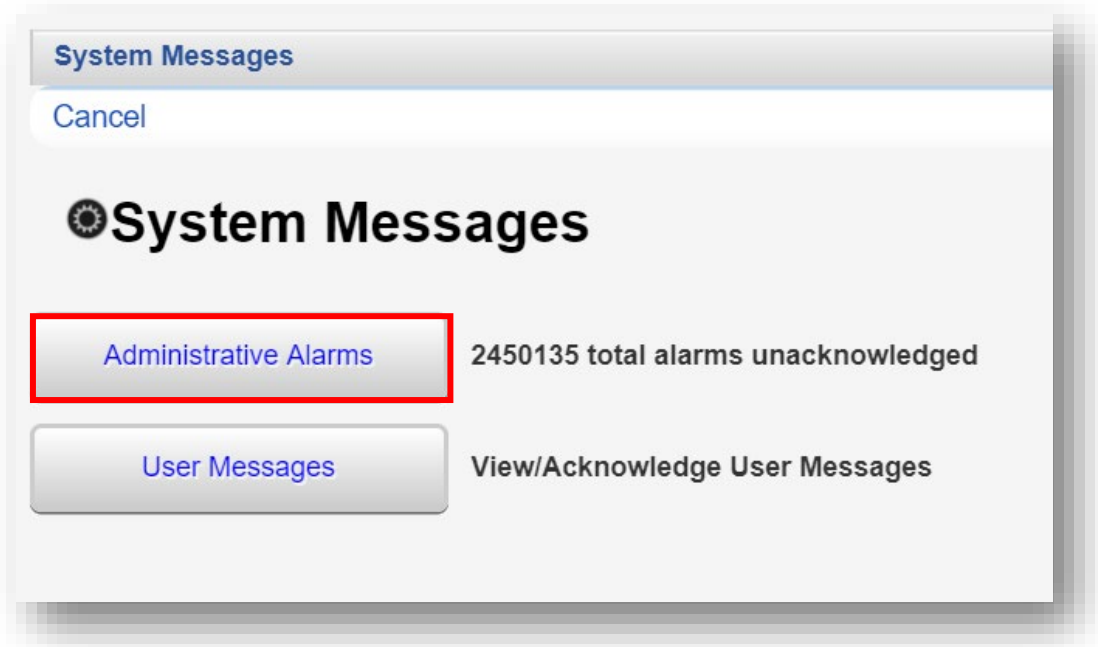 System Messages
Cancel
System Messages
Administrative Alarms 2450135 total alarms unacknowledged
User Messages View/Acknowledge User Messages